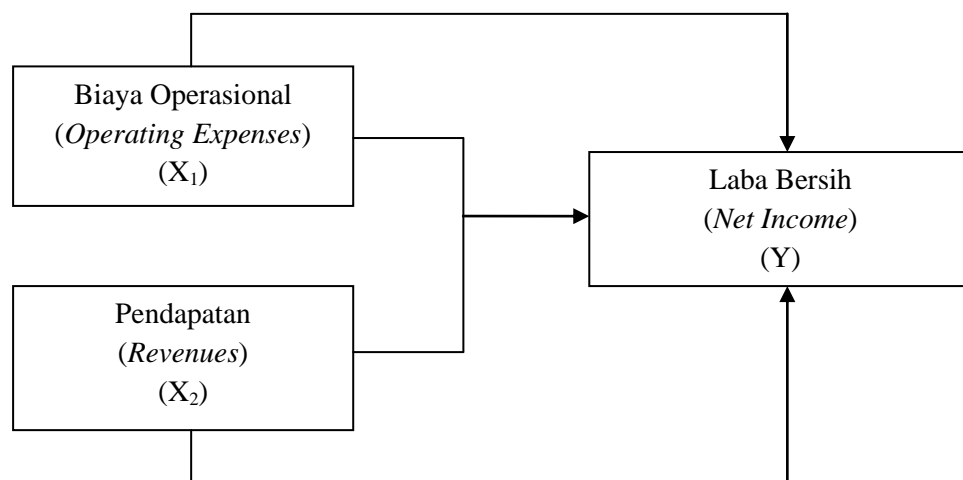 Biaya Operasional
(Operating Expenses)
(X₁)
Laba Bersih
(Net Income)
(Y)
Pendapatan
(Revenues)
(X₂)